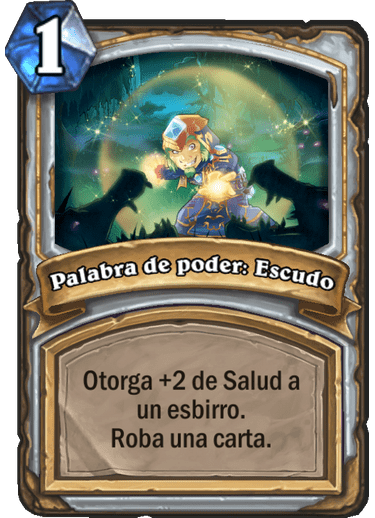 1
Palabra de poder: Escudo
Otorga +2 de Salud a
un esbirro.
Roba una carta.